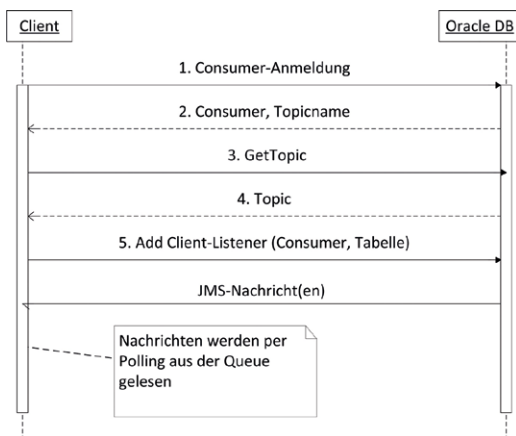 Client
Oracle DB
1. Consumer-Anmeldung
2. Consumer, Topicname
3. GetTopic
4. Topic
5. Add Client-Listener (Consumer, Tabelle)
JMS-Nachricht(en)
Nachrichten werden per
Polling aus der Queue
gelesen